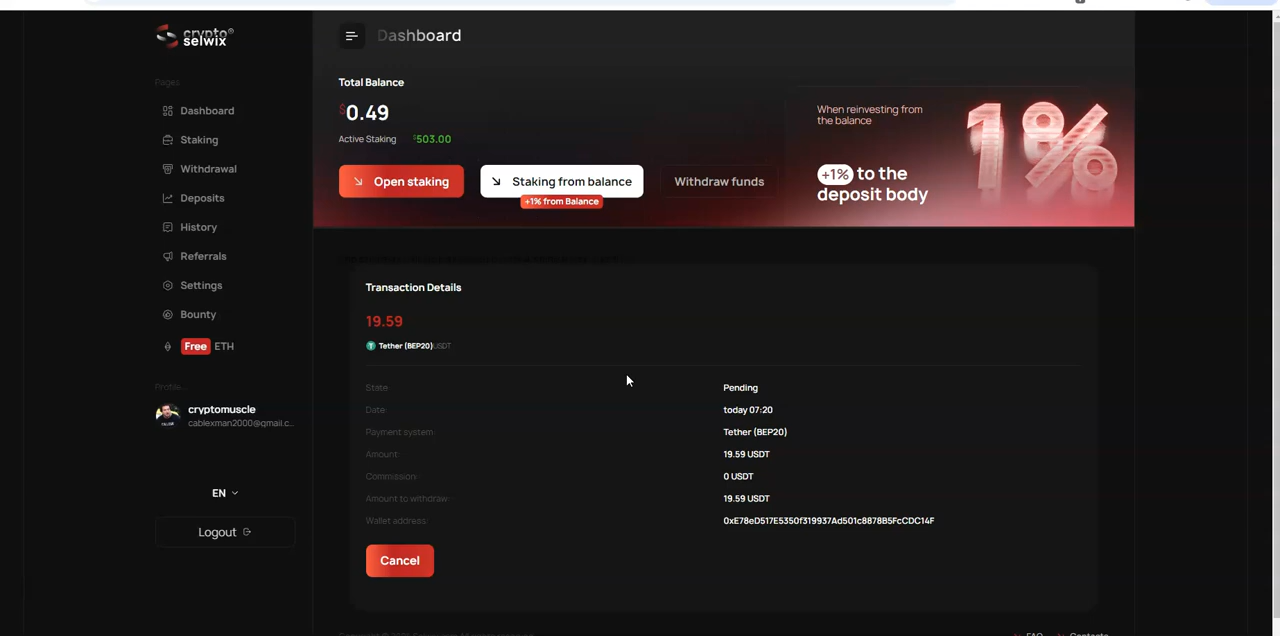 crypto®
selwix
Dashboard
Pages
Dashboard
Staking
Withdrawal
Deposits
History
Referrals
Settings
Bounty
Free ETH
Profile
cryptomuscle
cablexman2000@gmail.c...
EN
Logout
Total Balance
$0.49
Active Staking $503.00
Open staking
Staking from balance
+1% from Balance
Withdraw funds
When reinvesting from
the balance
+1% to the
deposit body
1%
Transaction Details
19.59
T Tether (BEP20)USDT
State: Pending
Date: today 07:20
Payment system: Tether (BEP20)
Amount: 19.59 USDT
Commission: 0 USDT
Amount to withdraw: 19.59 USDT
Wallet address: 0xE78eD517E5350f319937Ad501c8878B5FcCDC14F
Cancel
FAQ
Contacts